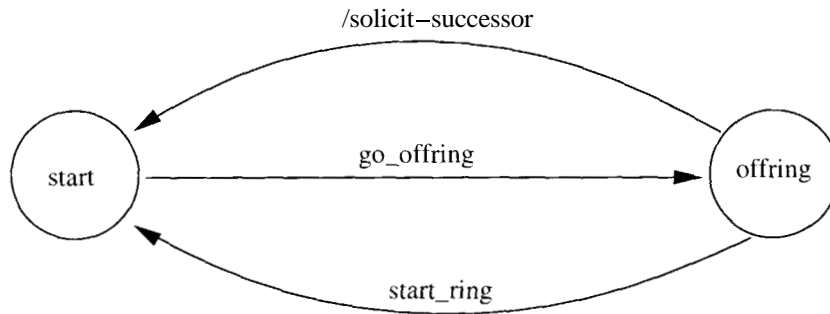 /solicit−successor
start
go_offring
offring
start_ring